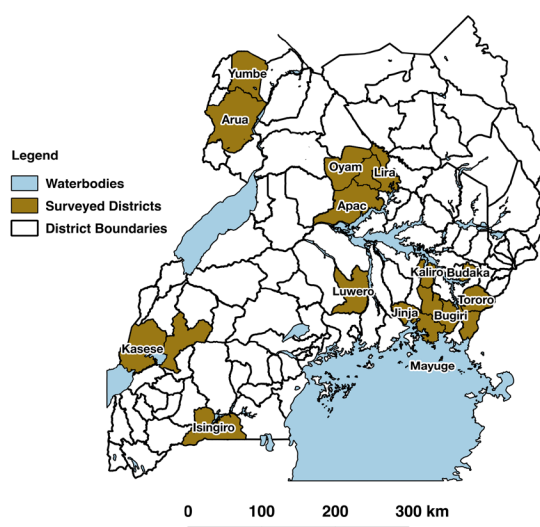 Yumbe
Arua
Legend
Waterbodies
Surveyed Districts
District Boundaries
Oyam
Lira
Apac
Kaliro Budaka
Luwero
Tororo
Jinja
Bugiri
Kasese
Mayuge
Isingiro
0 100 200 300 km